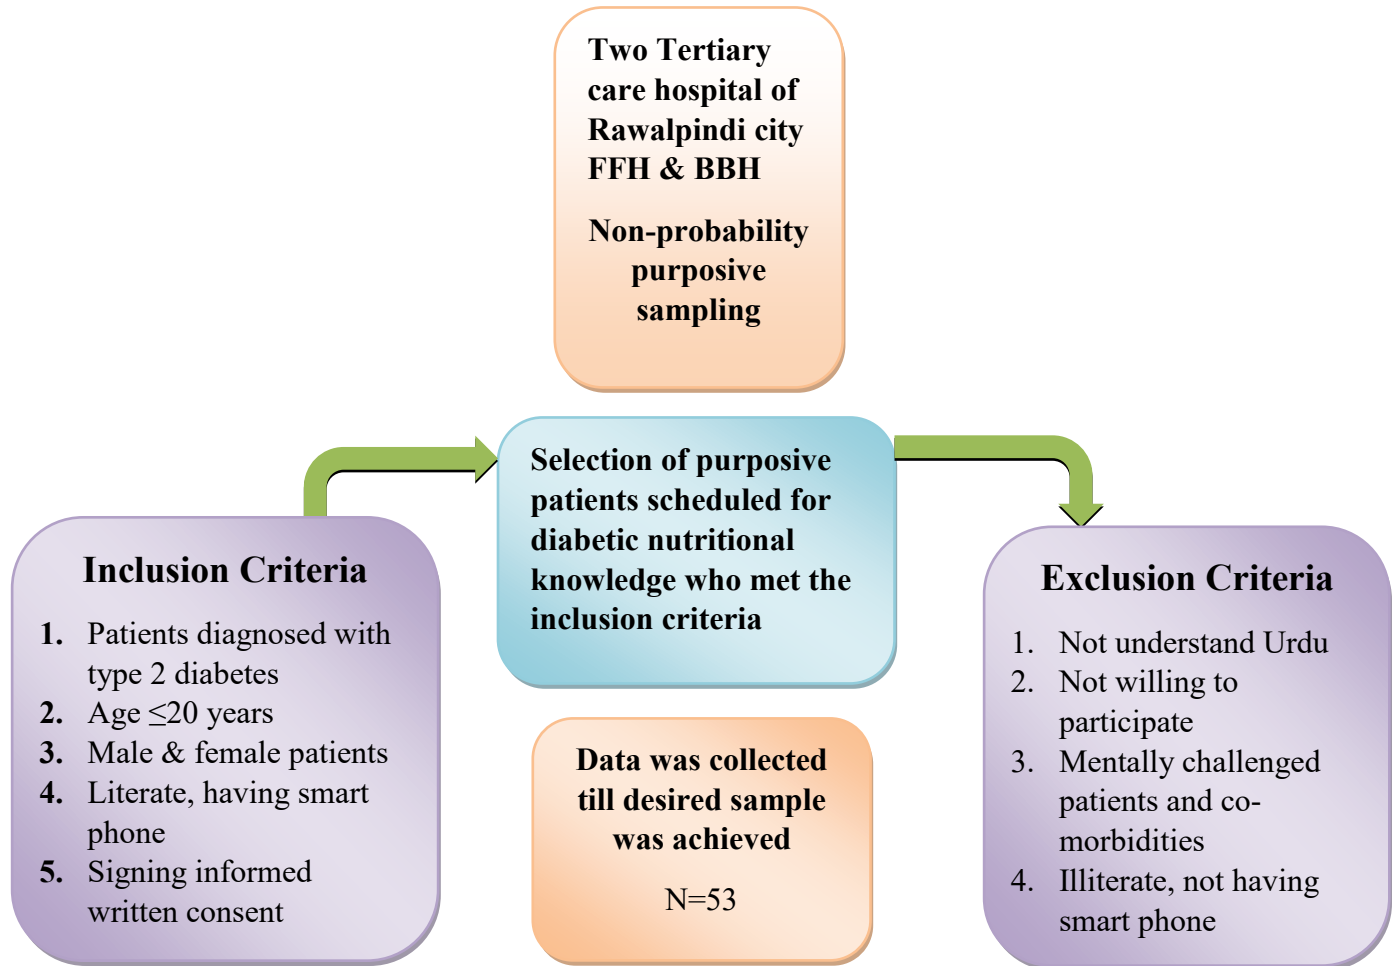 Two Tertiary
care hospital of
Rawalpindi city
FFH & BBH
Non-probability
purposive
sampling
Selection of purposive
patients scheduled for
diabetic nutritional
knowledge who met the
inclusion criteria
Inclusion Criteria
1. Patients diagnosed with
type 2 diabetes
2. Age ≤20 years
3. Male & female patients
4. Literate, having smart
phone
5. Signing informed
written consent
Exclusion Criteria
1. Not understand Urdu
2. Not willing to
participate
3. Mentally challenged
patients and co-
morbidities
4. Illiterate, not having
smart phone
Data was collected
till desired sample
was achieved
N=53